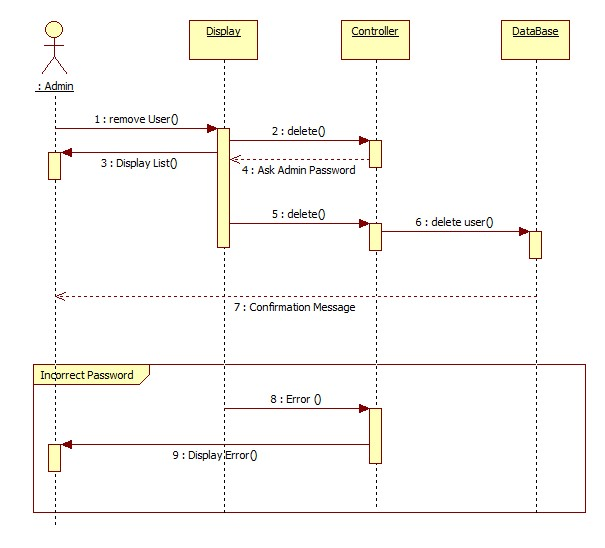 Display
Controller
DataBase
: Admin
1 : remove User()
2 : delete()
3 : Display List()
4 : Ask Admin Password
5 : delete()
6 : delete user()
7 : Confirmation Message
Incorrect Password
8 : Error ()
9 : Display Error()